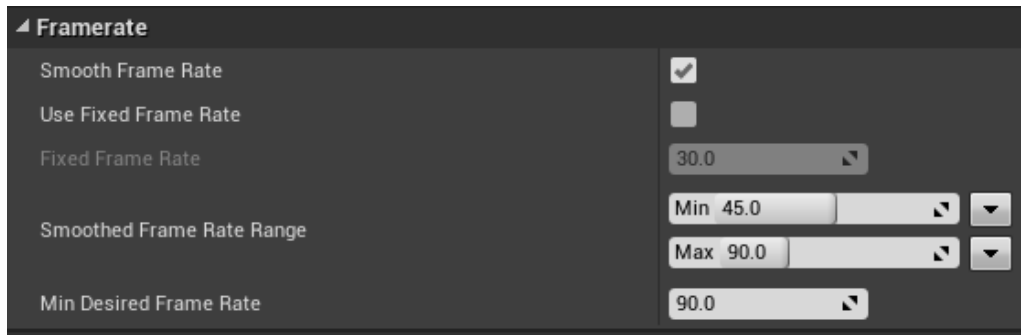 Framerate
Smooth Frame Rate
Use Fixed Frame Rate
Fixed Frame Rate 30.0
Smoothed Frame Rate Range
Min 45.0
Max 90.0
Min Desired Frame Rate 90.0